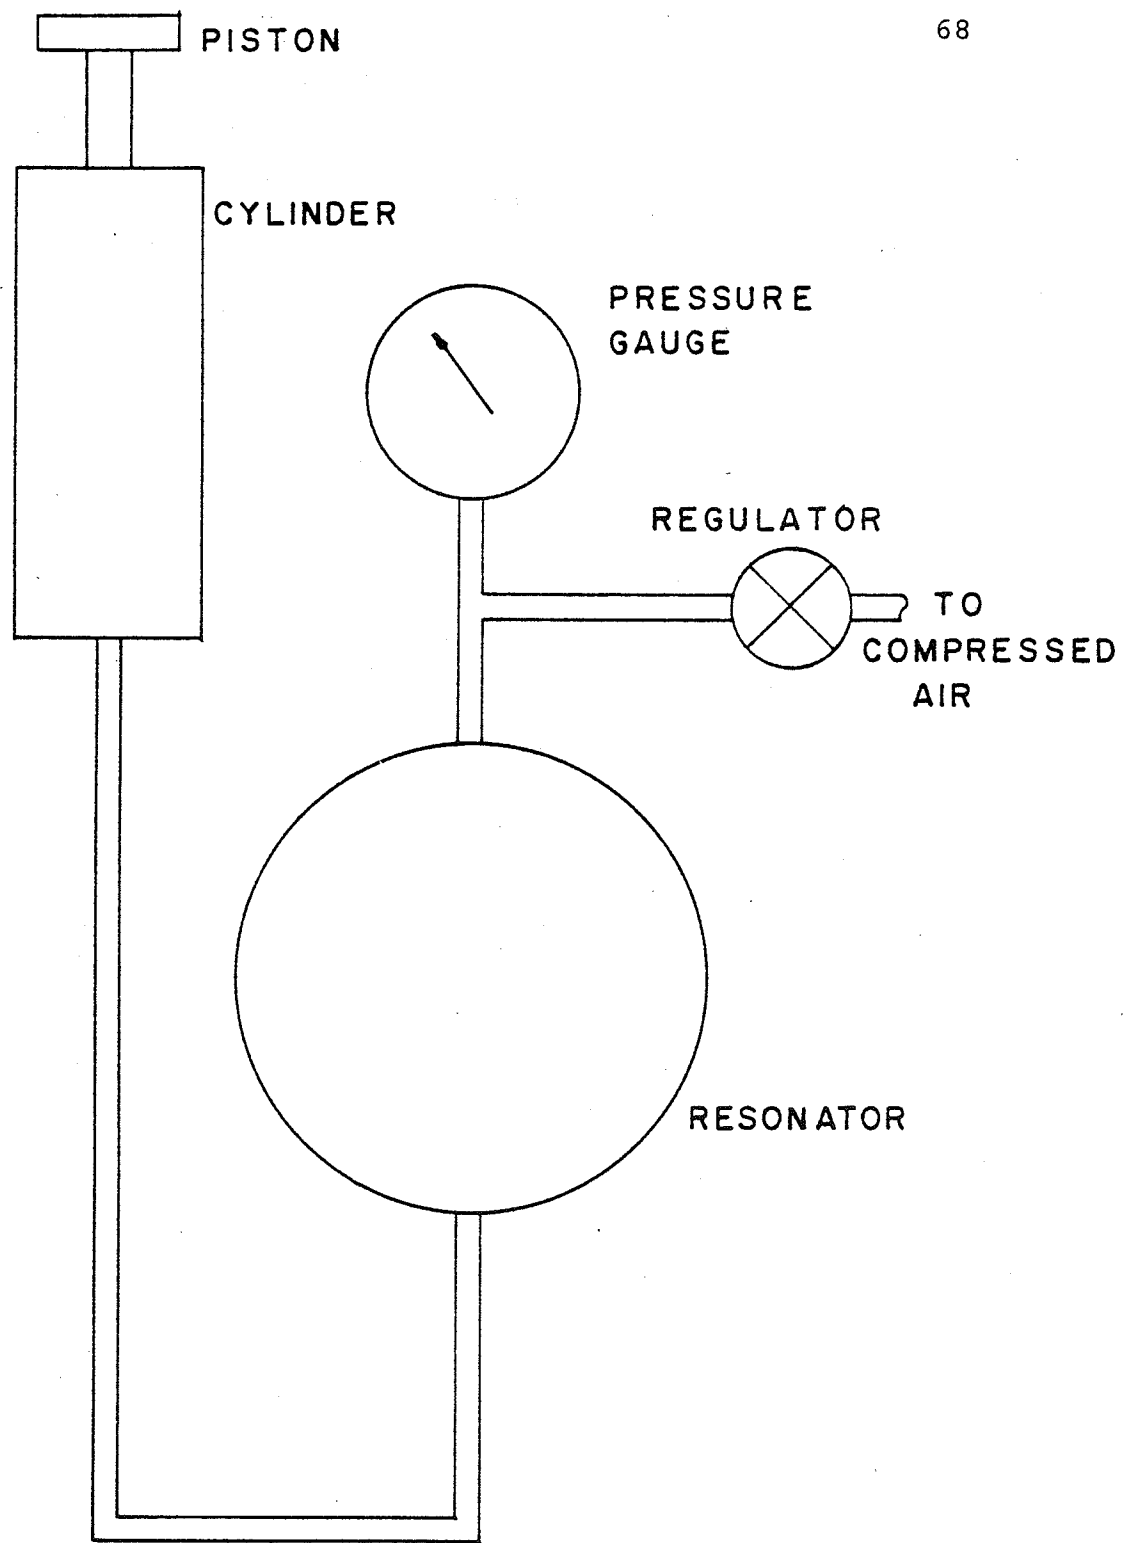 68
PISTON
CYLINDER
PRESSURE
GAUGE
REGULATOR
TO
COMPRESSED
AIR
RESONATOR